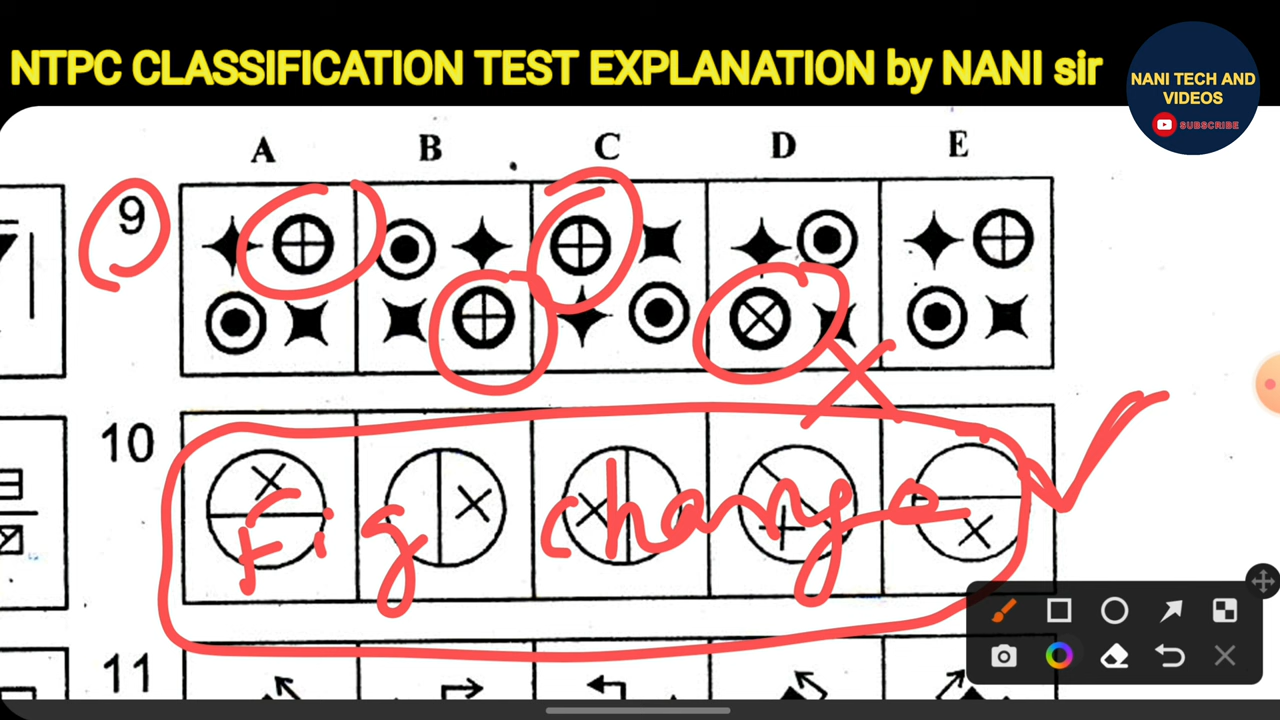 NTPC CLASSIFICATION TEST EXPLANATION by NANI sir
NANI TECH AND
VIDEOS
SUBSCRIBE
A B C D E
9
10
Fig change
11